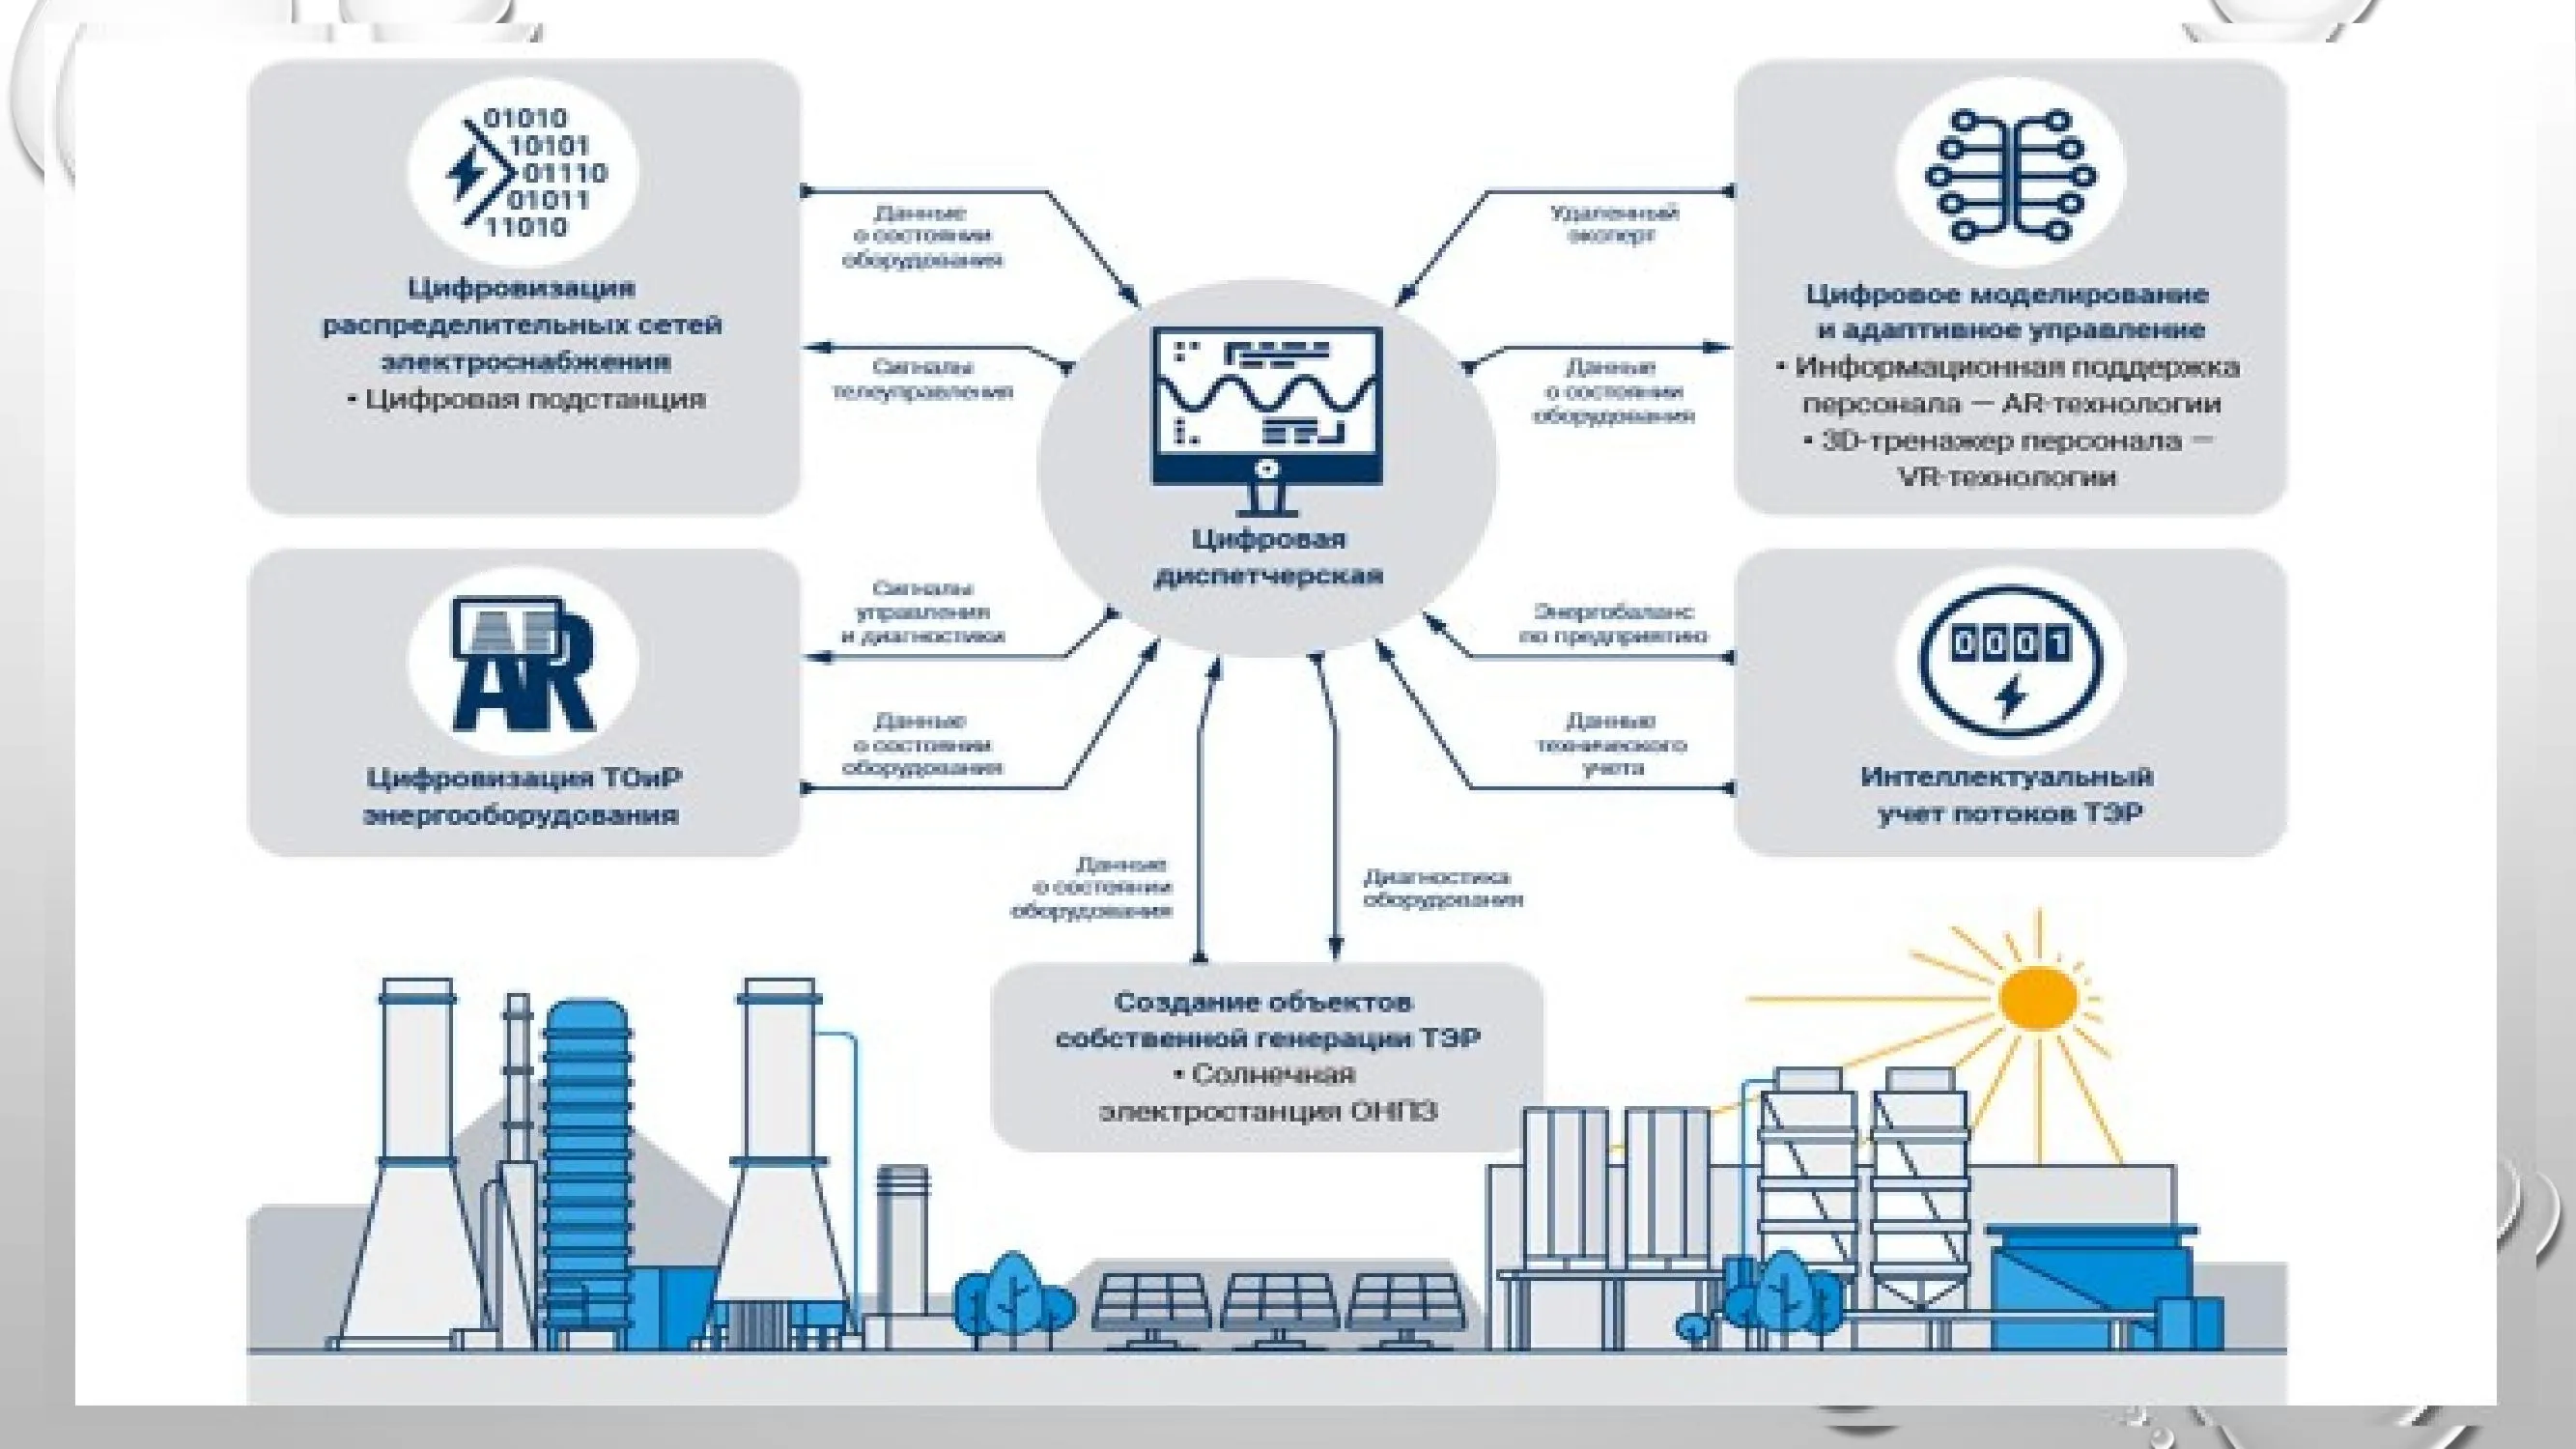 01010
10101
01110
01011
11010
Цифровизация
распределительных сетей
электроснабжения
• Цифровая подстанция
Данные
о состоянии
оборудования
Сигналы
телеуправления
Цифровая
диспетчерская
Удаленный
эксперт
Данные
о состоянии
оборудования
Цифровое моделирование
и адаптивное управление
• Информационная поддержка
персонала — AR-технологии
• 3D-тренажер персонала —
VR-технологии
AR
Цифровизация ТОиР
энергооборудования
Сигналы
управления
и диагностики
Данные
о состоянии
оборудования
Энергобаланс
по предприятию
Данные
технического
учета
0001
Интеллектуальный
учет потоков ТЭР
Данные
о состоянии
оборудования
Диагностика
оборудования
Создание объектов
собственной генерации ТЭР
• Солнечная
электростанция ОНПЗ